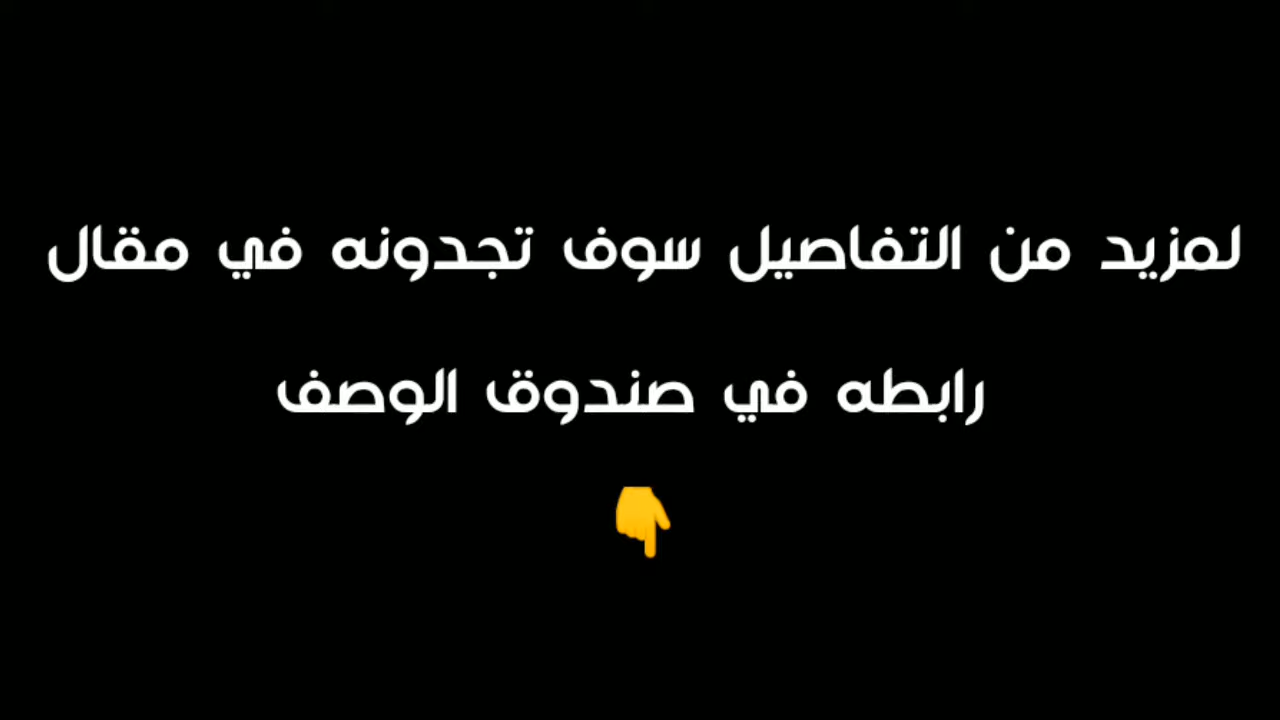 لمزيد من التفاصيل سوف تجدونه في مقال
رابطه في صندوق الوصف
👇